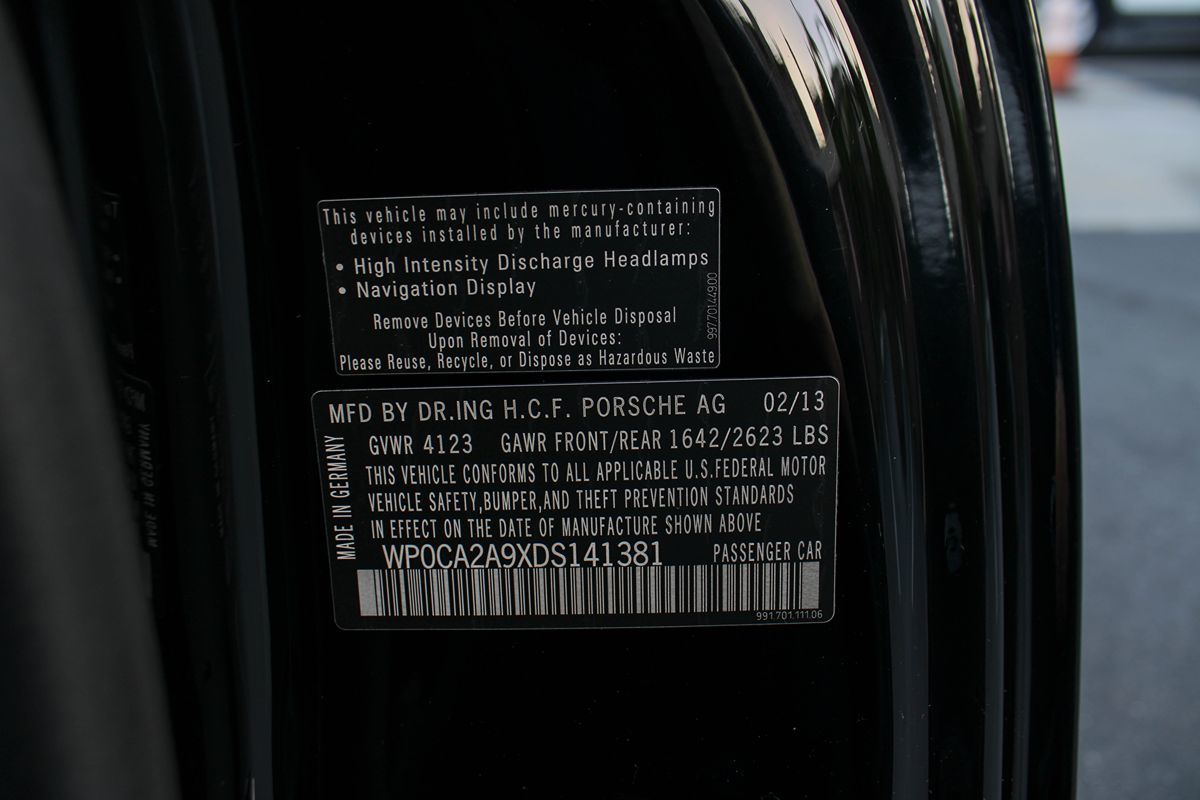 This vehicle may include mercury-containing
devices installed by the manufacturer:
• High Intensity Discharge Headlamps
• Navigation Display
Remove Devices Before Vehicle Disposal
Upon Removal of Devices:
Please Reuse, Recycle, or Dispose as Hazardous Waste
99770144900
MFD BY DR.ING H.C.F. PORSCHE AG 02/13
GVWR 4123 GAWR FRONT/REAR 1642/2623 LBS
THIS VEHICLE CONFORMS TO ALL APPLICABLE U.S.FEDERAL MOTOR
VEHICLE SAFETY,BUMPER,AND THEFT PREVENTION STANDARDS
IN EFFECT ON THE DATE OF MANUFACTURE SHOWN ABOVE
MADE IN GERMANY
WP0CA2A9XDS141381 PASSENGER CAR
991.701.111.06